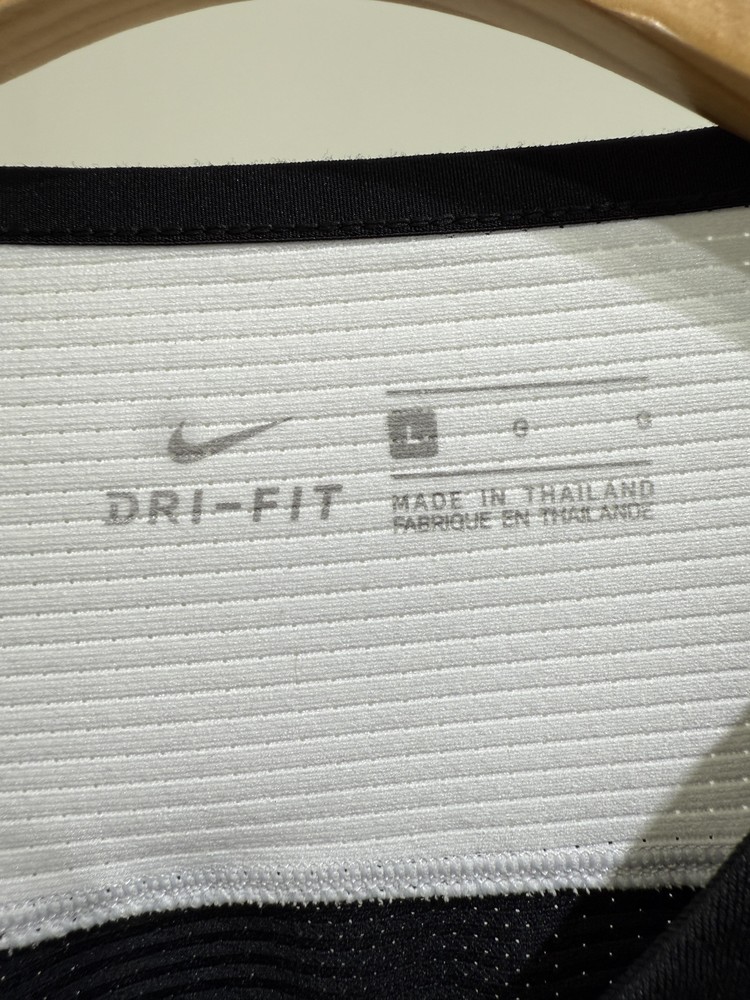 DRI-FIT
L G G
MADE IN THAILAND
FABRIQUE EN THAILANDE